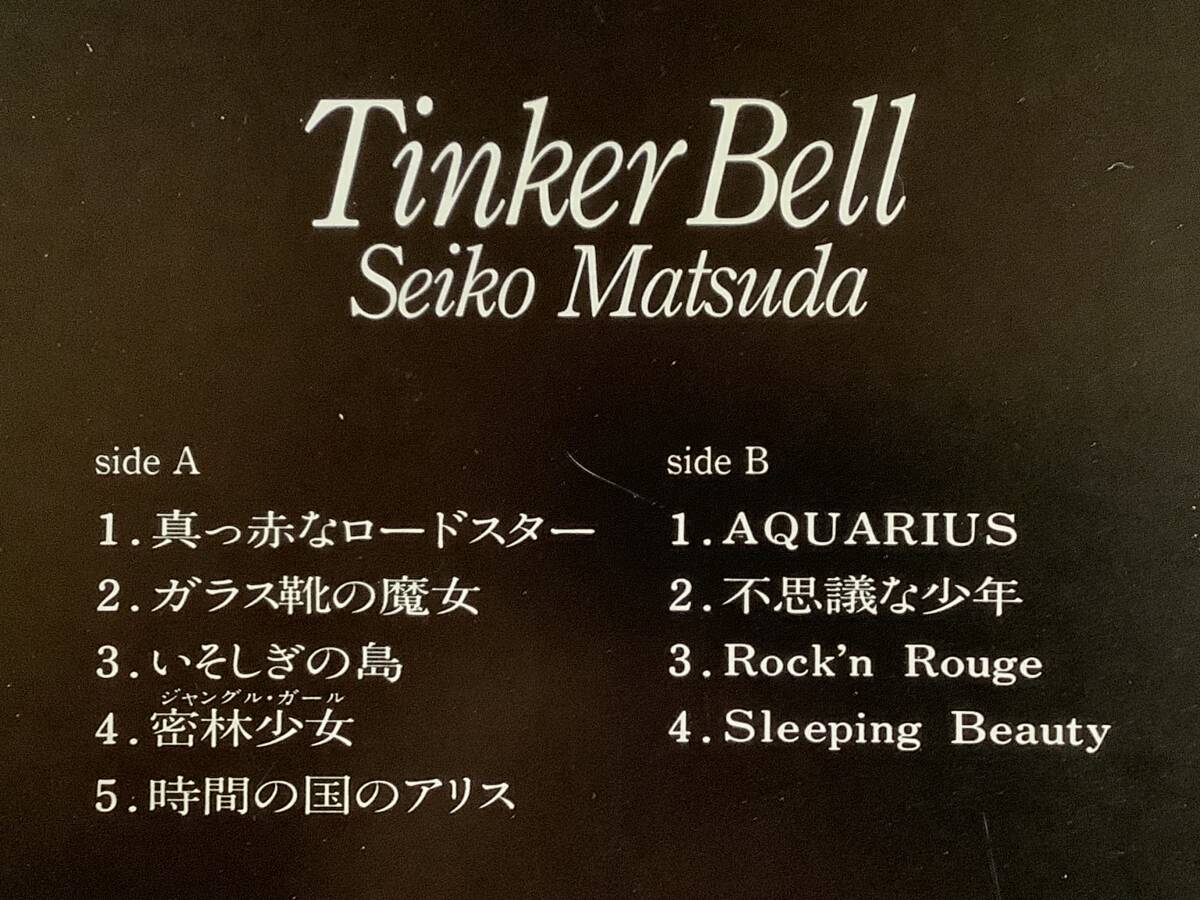 Tinker Bell
Seiko Matsuda
side A
1.真っ赤なロードスター
2.ガラス靴の魔女
3.いそしぎの島
ジャングル・ガール
4.密林少女
5.時間の国のアリス
side B
1.AQUARIUS
2.不思議な少年
3.Rock'n Rouge
4.Sleeping Beauty